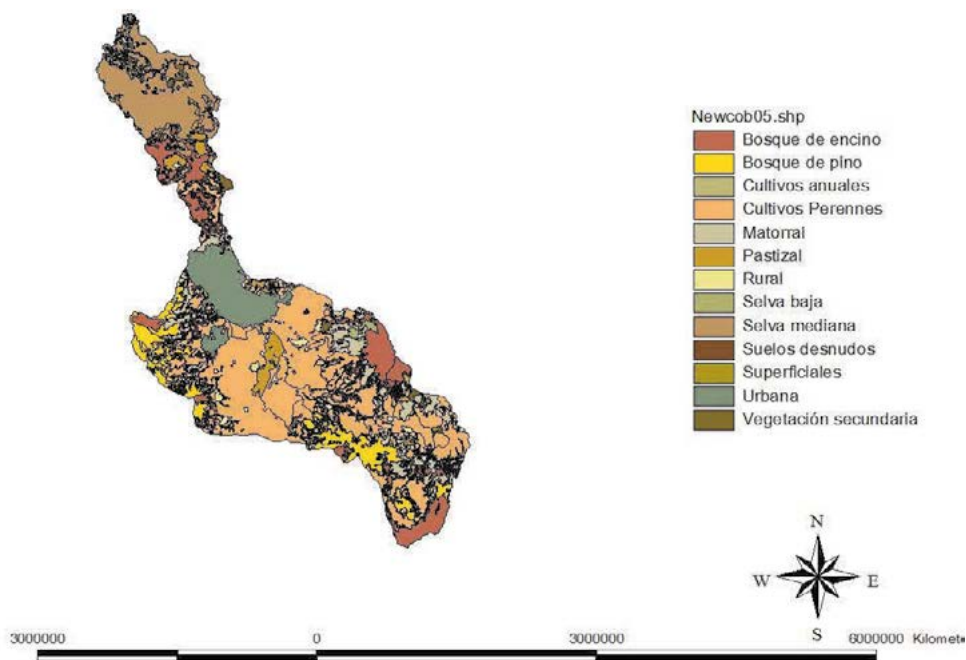 Newcob05.shp
Bosque de encino
Bosque de pino
Cultivos anuales
Cultivos Perennes
Matorral
Pastizal
Rural
Selva baja
Selva mediana
Suelos desnudos
Superficiales
Urbana
Vegetación secundaria
N
W E
S
3000000 0 3000000 6000000 Kilomete